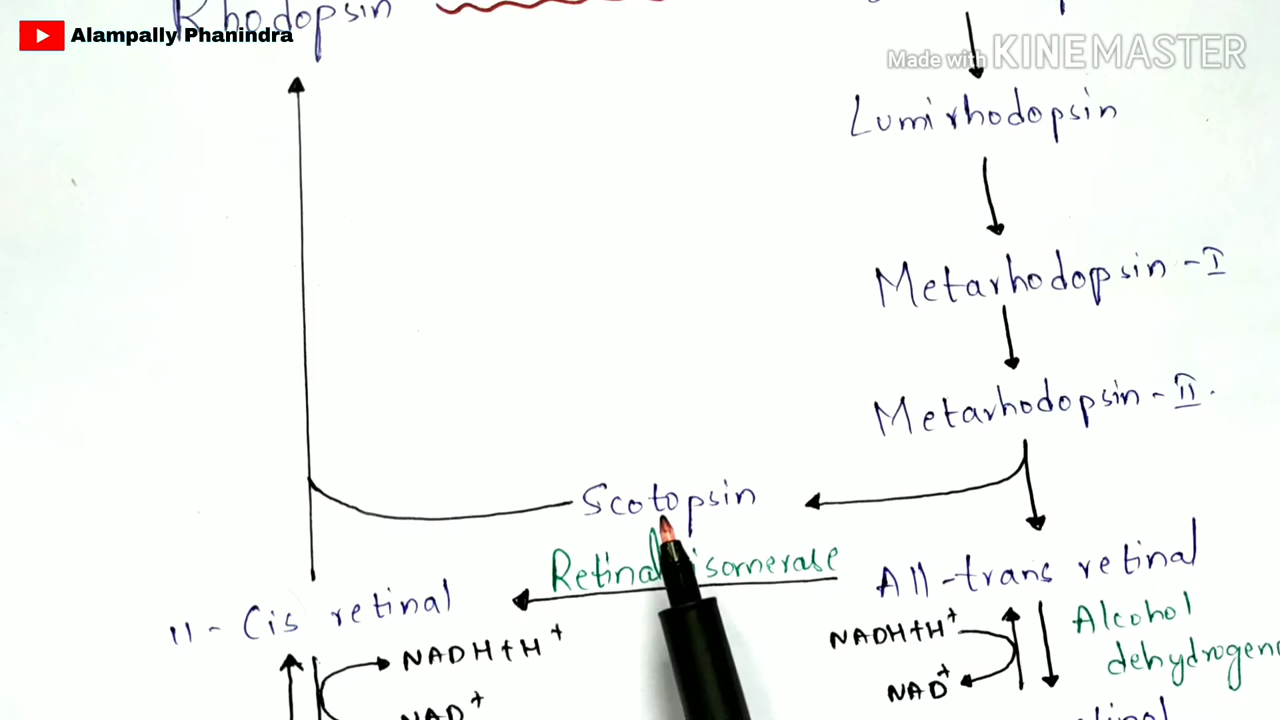 Rhodopsin
Alampally Phanindra
Made with KINEMASTER
Lumirhodopsin
Metarhodopsin - I
Metarhodopsin - II.
Scotopsin
Retinal isomerase
All-trans retinal
11-Cis retinal
NADH+H+
Alcohol
NADH+H+
NAD+
NAD+